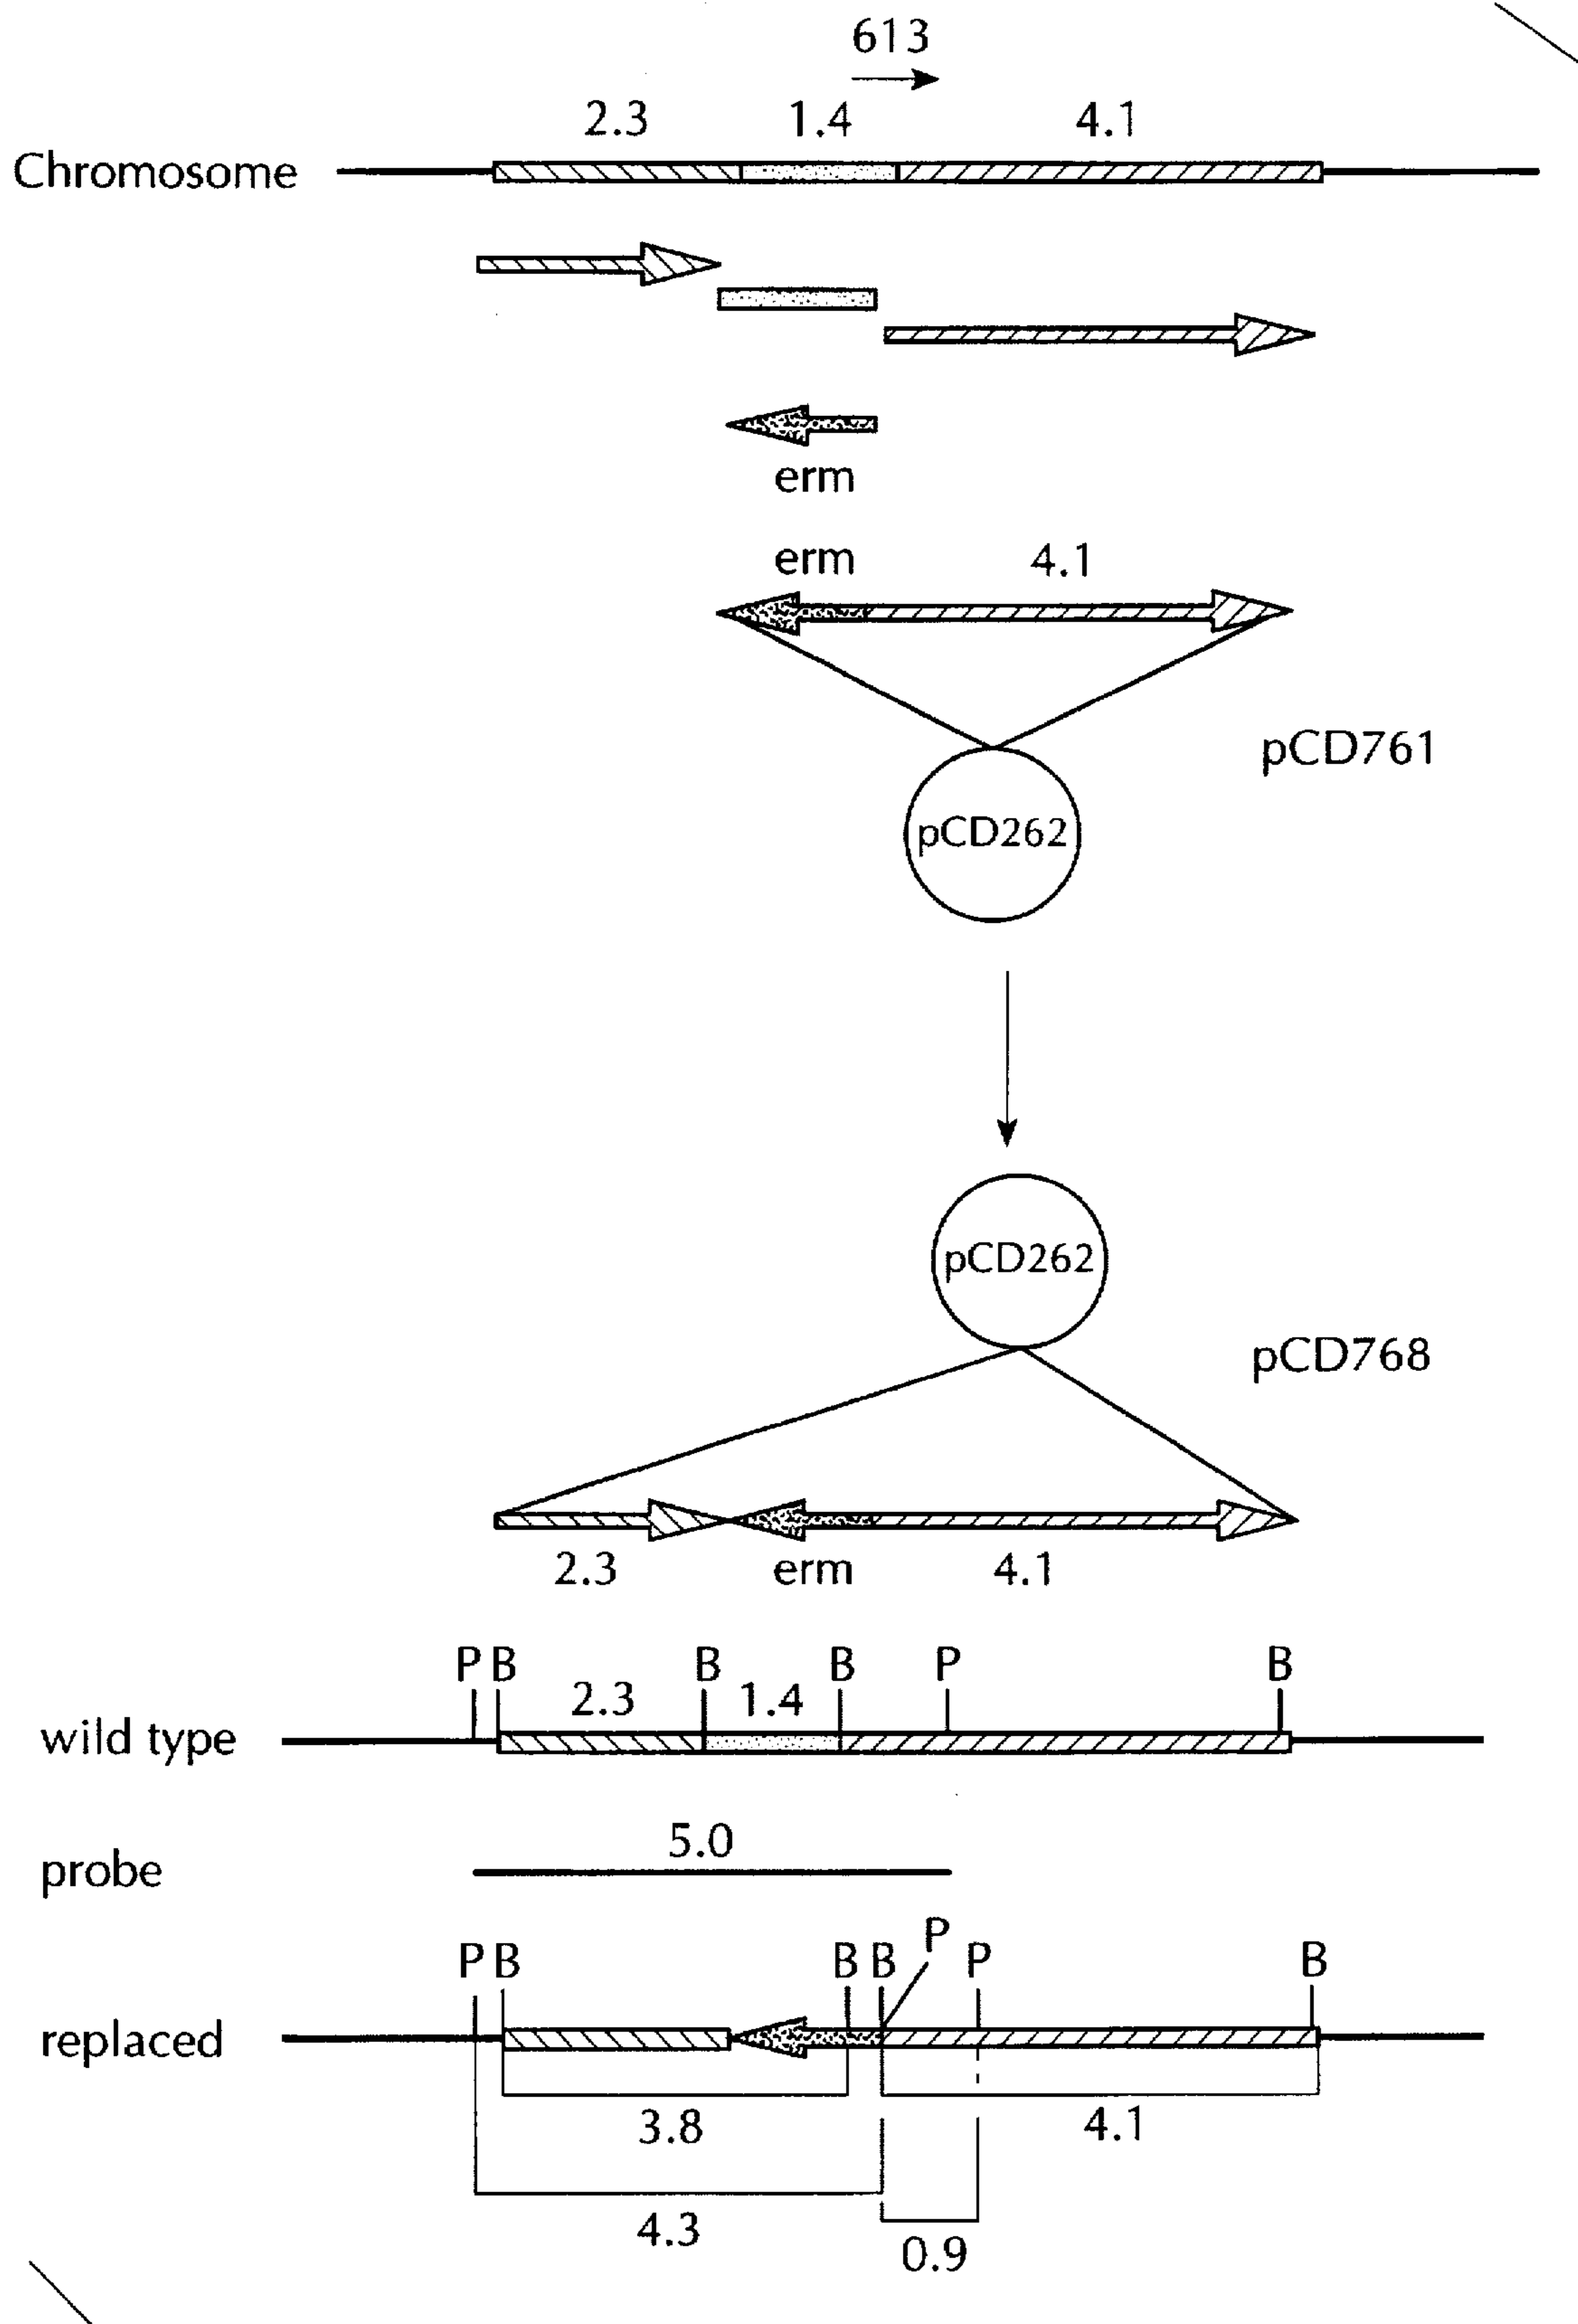 613
2.3 1.4 4.1
Chromosome
erm
erm 4.1
pCD761
pCD262
pCD262
pCD768
2.3 erm 4.1
P B B B P B
2.3 1.4
wild type
5.0
probe
P
P B B B P B
replaced
3.8 4.1
4.3
0.9